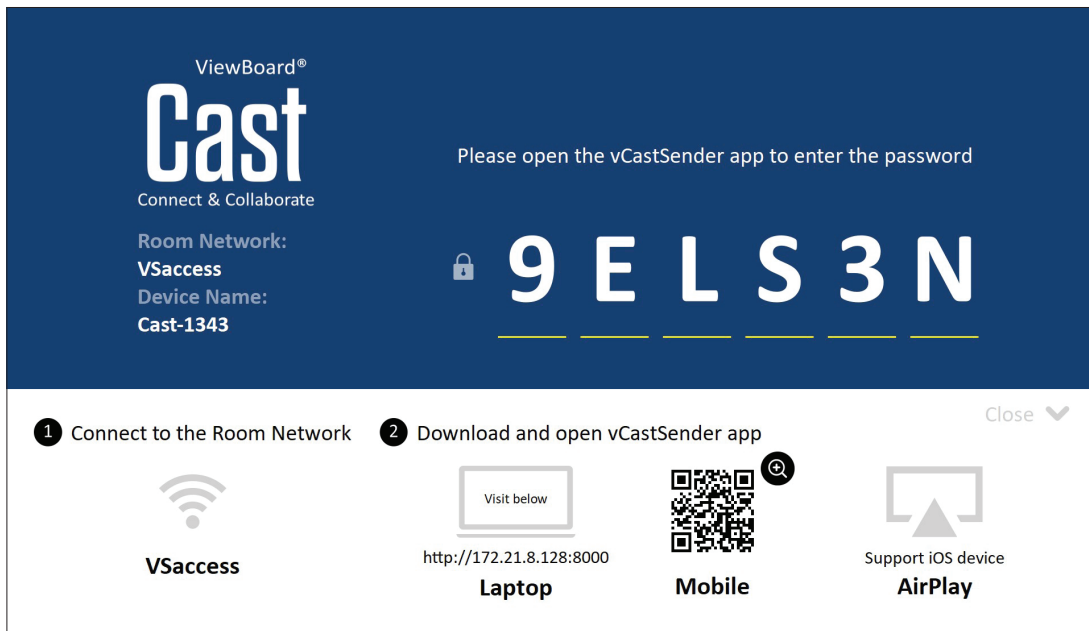 ViewBoard®
Cast
Connect & Collaborate
Room Network:
VSaccess
Device Name:
Cast-1343
Please open the vCastSender app to enter the password
9ELS3N
Close
1 Connect to the Room Network
VSaccess
2 Download and open vCastSender app
Visit below
http://172.21.8.128:8000
Laptop
Mobile
Support iOS device
AirPlay